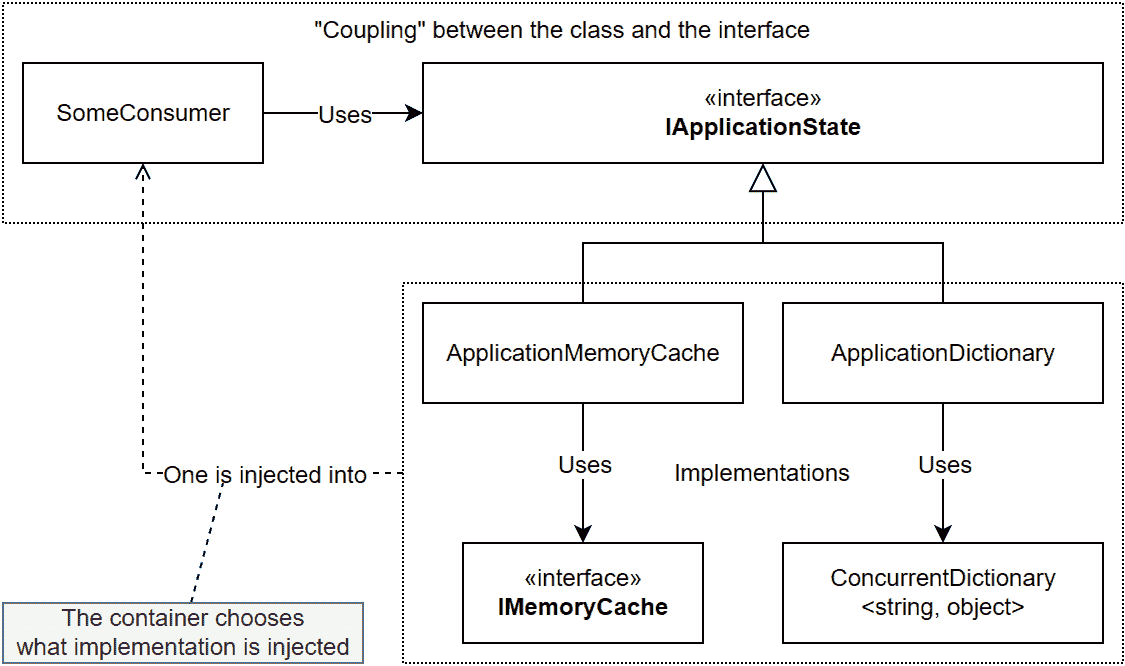 "Coupling" between the class and the interface
SomeConsumer
Uses
«interface»
IApplicationState
ApplicationMemoryCache
ApplicationDictionary
Uses
Implementations
Uses
One is injected into
«interface»
IMemoryCache
ConcurrentDictionary
<string, object>
The container chooses
what implementation is injected